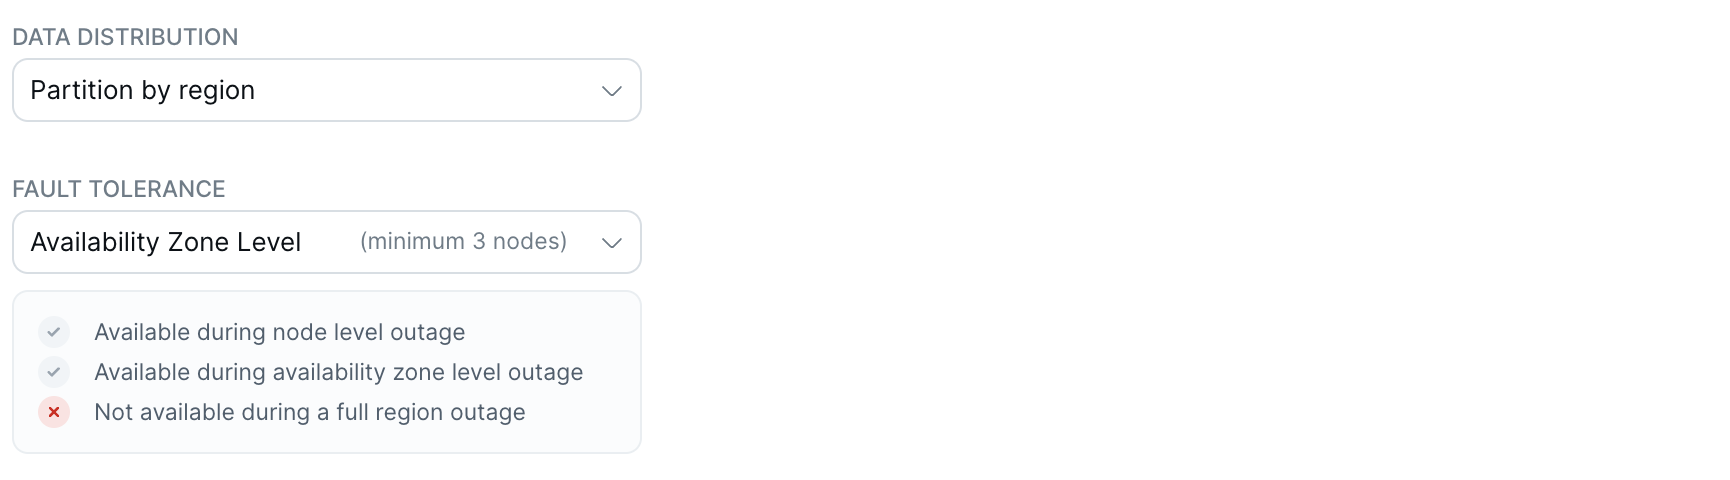 DATA DISTRIBUTION
Partition by region
FAULT TOLERANCE
Availability Zone Level (minimum 3 nodes)
Available during node level outage
Available during availability zone level outage
Not available during a full region outage